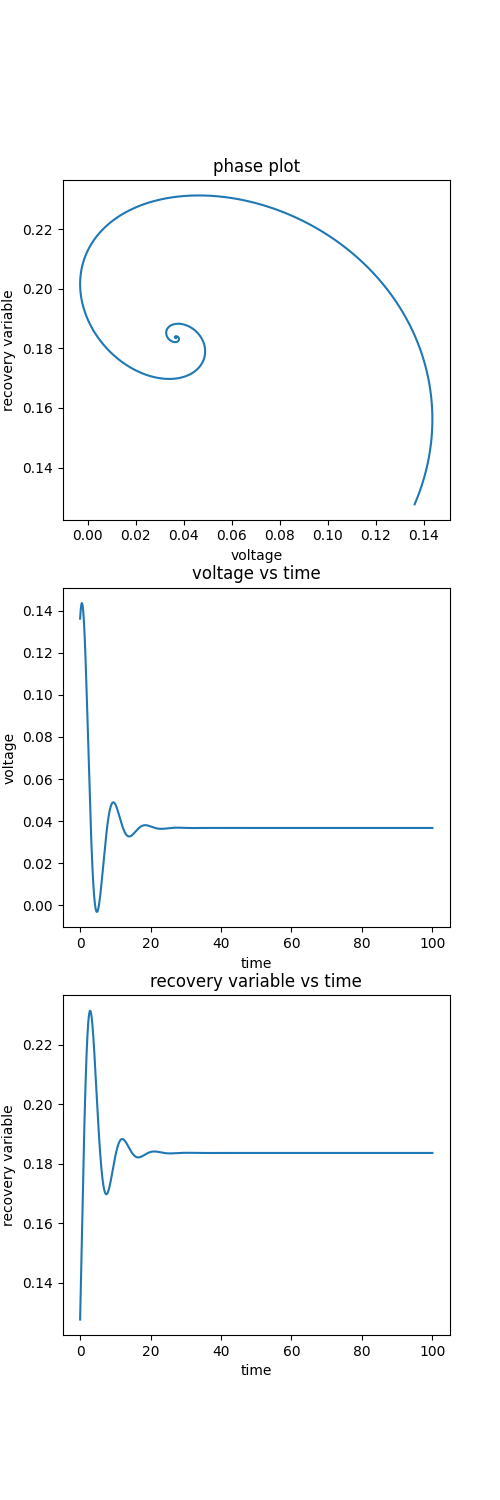 phase plot
0.22
0.20
0.18
0.16
0.14
recovery variable
0.00 0.02 0.04 0.06 0.08 0.10 0.12 0.14
voltage
voltage vs time
0.14
0.12
0.10
0.08
0.06
0.04
0.02
0.00
voltage
0 20 40 60 80 100
time
recovery variable vs time
0.22
0.20
0.18
0.16
0.14
recovery variable
0 20 40 60 80 100
time